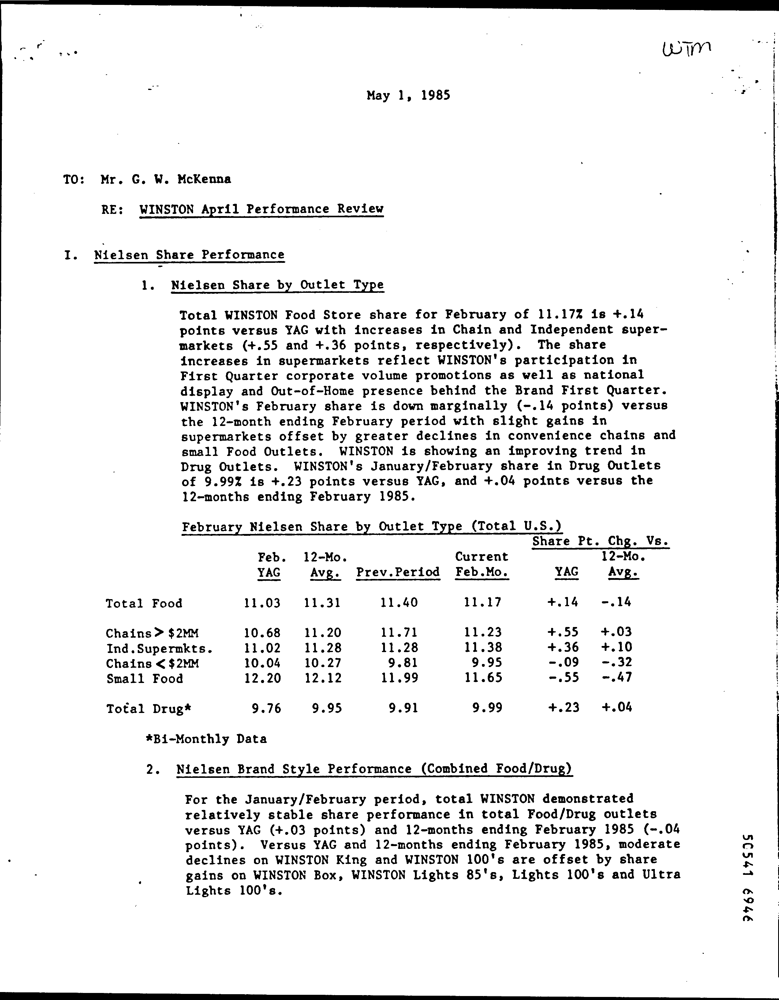 WTM
May 1, 1985
TO: Mr. G. W. McKenna
RE: WINSTON April Performance Review
I. Nielsen Share Performance
1. Nielsen Share by Outlet Type
Total WINSTON Food Store share for February of 11.17% is +.14
points versus YAG with increases in Chain and Independent super-
markets (+.55 and +.36 points, respectively). The share
increases in supermarkets reflect WINSTON's participation in
First Quarter corporate volume promotions as well as national
display and Out-of-Home presence behind the Brand First Quarter.
WINSTON's February share is down marginally (-.14 points) versus
the 12-month ending February period with slight gains in
supermarkets offset by greater declines in convenience chains and
small Food Outlets. WINSTON is showing an improving trend in
Drug Outlets. WINSTON's January/February share in Drug Outlets
of 9.99% is +.23 points versus YAG, and +.04 points versus the
12-months ending February 1985.
February Nielsen Share by Outlet Type (Total U.S.)
Share Pt. Chg. Vs.
Feb. 12-Mo. Current 12-Mo.
YAG Avg. Prev.Period Feb.Mo. YAG Avg.
Total Food 11.03 11.31 11.40 11.17 +.14 -.14
Chains > $2MM 10.68 11.20 11.71 11.23 +.55 +.03
Ind.Supermkts. 11.02 11.28 11.28 11.38 +.36 +.10
Chains < $2MM 10.04 10.27 9.81 9.95 -.09 -.32
Small Food 12.20 12.12 11.99 11.65 -.55 -.47
Total Drug* 9.76 9.95 9.91 9.99 +.23 +.04
*Bi-Monthly Data
2. Nielsen Brand Style Performance (Combined Food/Drug)
For the January/February period, total WINSTON demonstrated
relatively stable share performance in total Food/Drug outlets
versus YAG (+.03 points) and 12-months ending February 1985 (-.04
points). Versus YAG and 12-months ending February 1985, moderate
declines on WINSTON King and WINSTON 100's are offset by share
gains on WINSTON Box, WINSTON Lights 85's, Lights 100's and Ultra
Lights 100's.
50541 6946